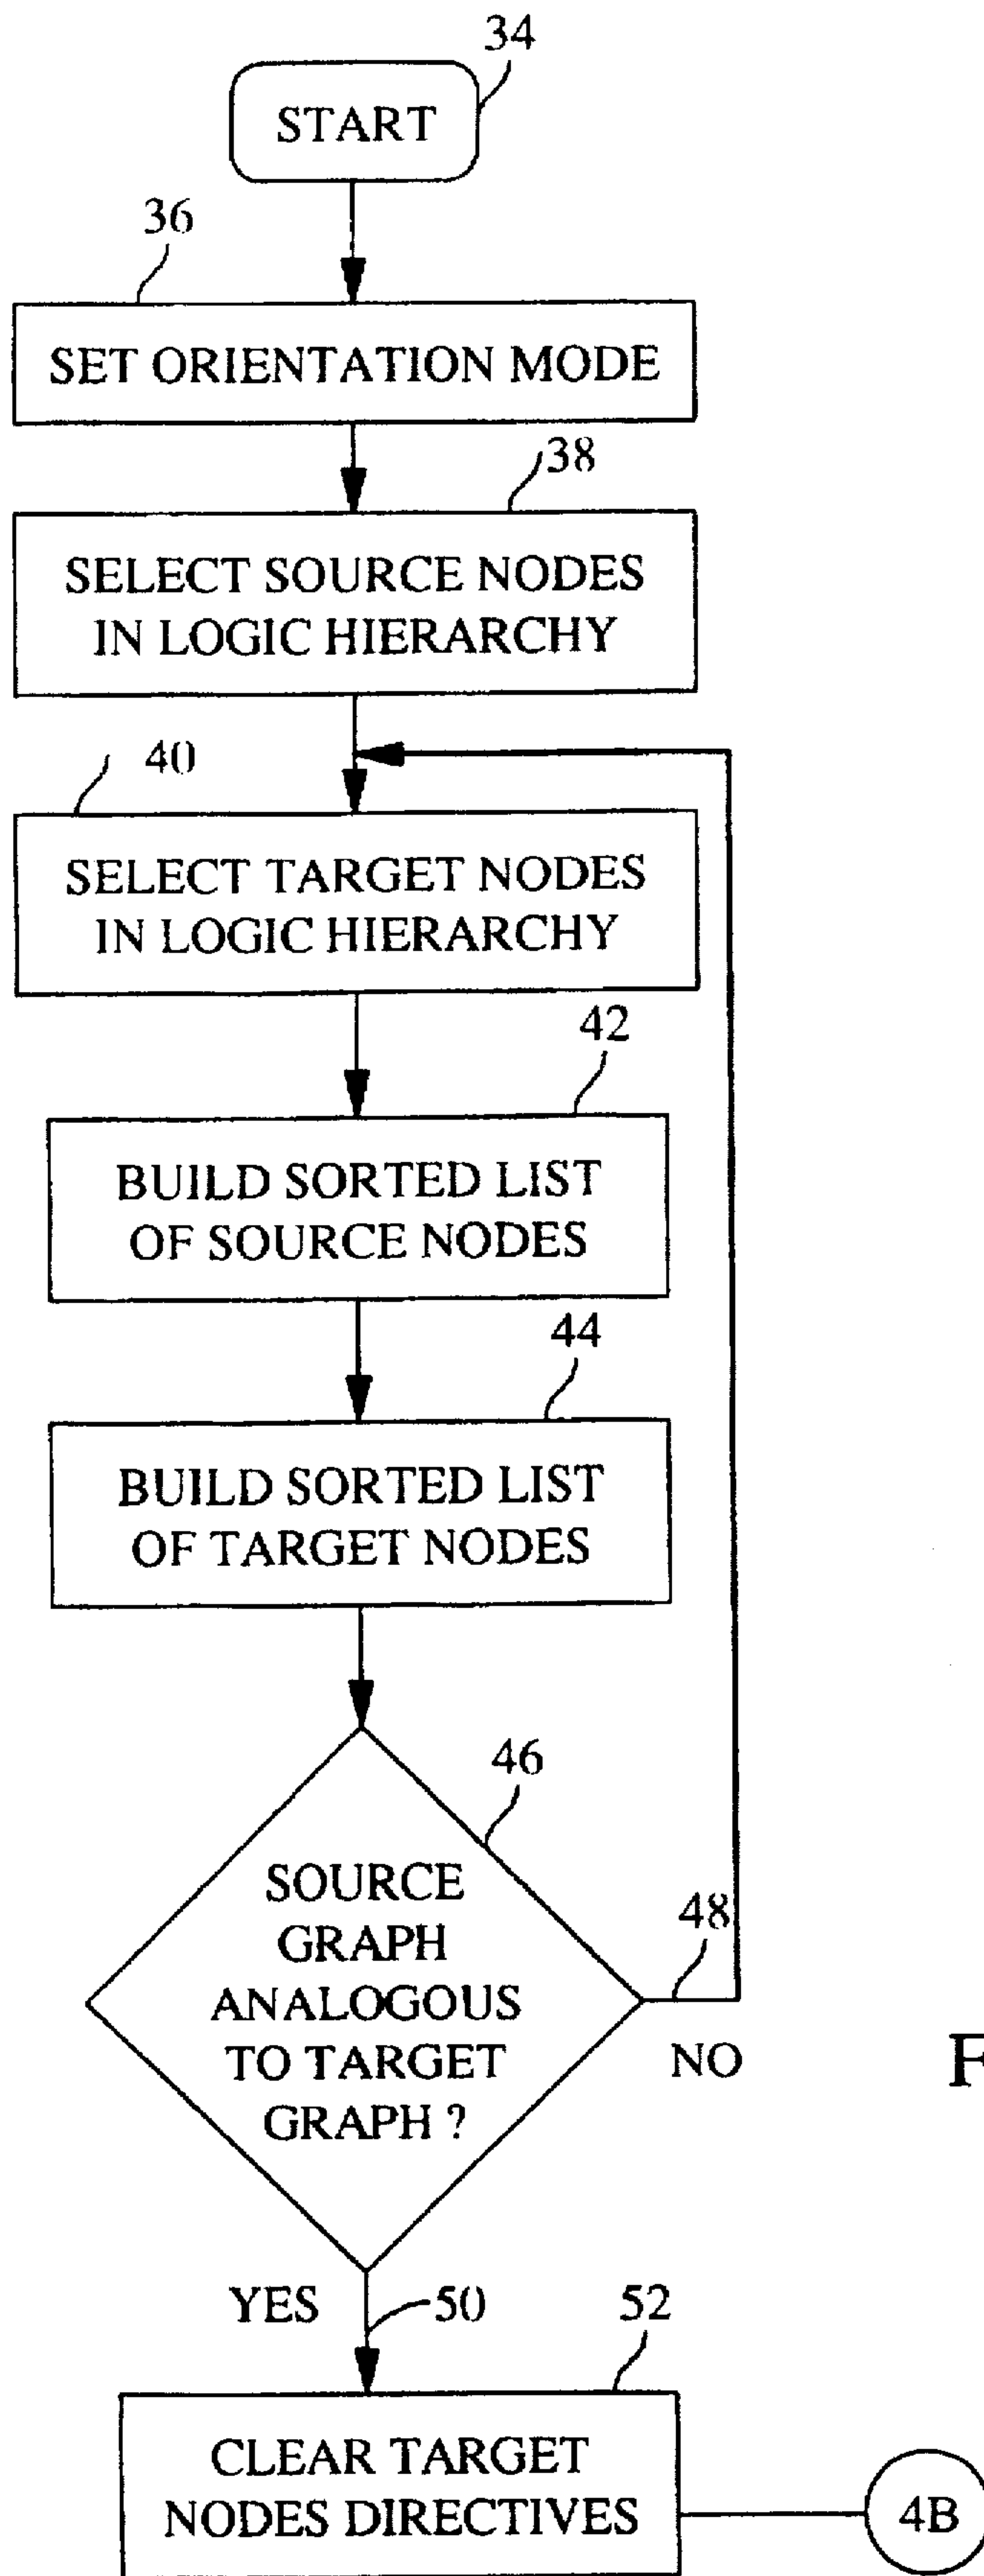 34
START
36
SET ORIENTATION MODE
38
SELECT SOURCE NODES
IN LOGIC HIERARCHY
40
SELECT TARGET NODES
IN LOGIC HIERARCHY
42
BUILD SORTED LIST
OF SOURCE NODES
44
BUILD SORTED LIST
OF TARGET NODES
46
SOURCE
GRAPH
ANALOGOUS
TO TARGET
GRAPH ?
48
NO
F
YES
50
52
CLEAR TARGET
NODES DIRECTIVES
4B